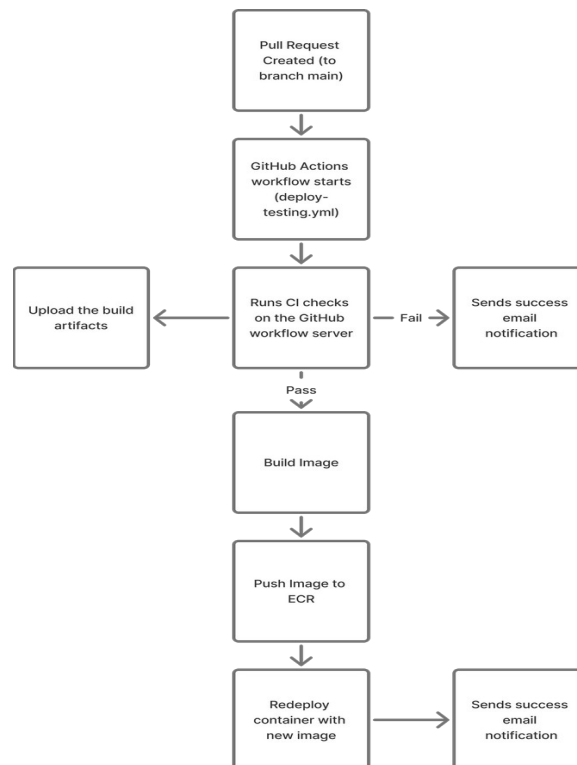 Pull Request
Created (to
branch main)
GitHub Actions
workflow starts
(deploy-
testing.yml)
Upload the build
artifacts
Runs CI checks
on the GitHub
workflow server
Fail
Sends success
email
notification
Pass
Build Image
Push Image to
ECR
Redeploy
container with
new image
Sends success
email
notification